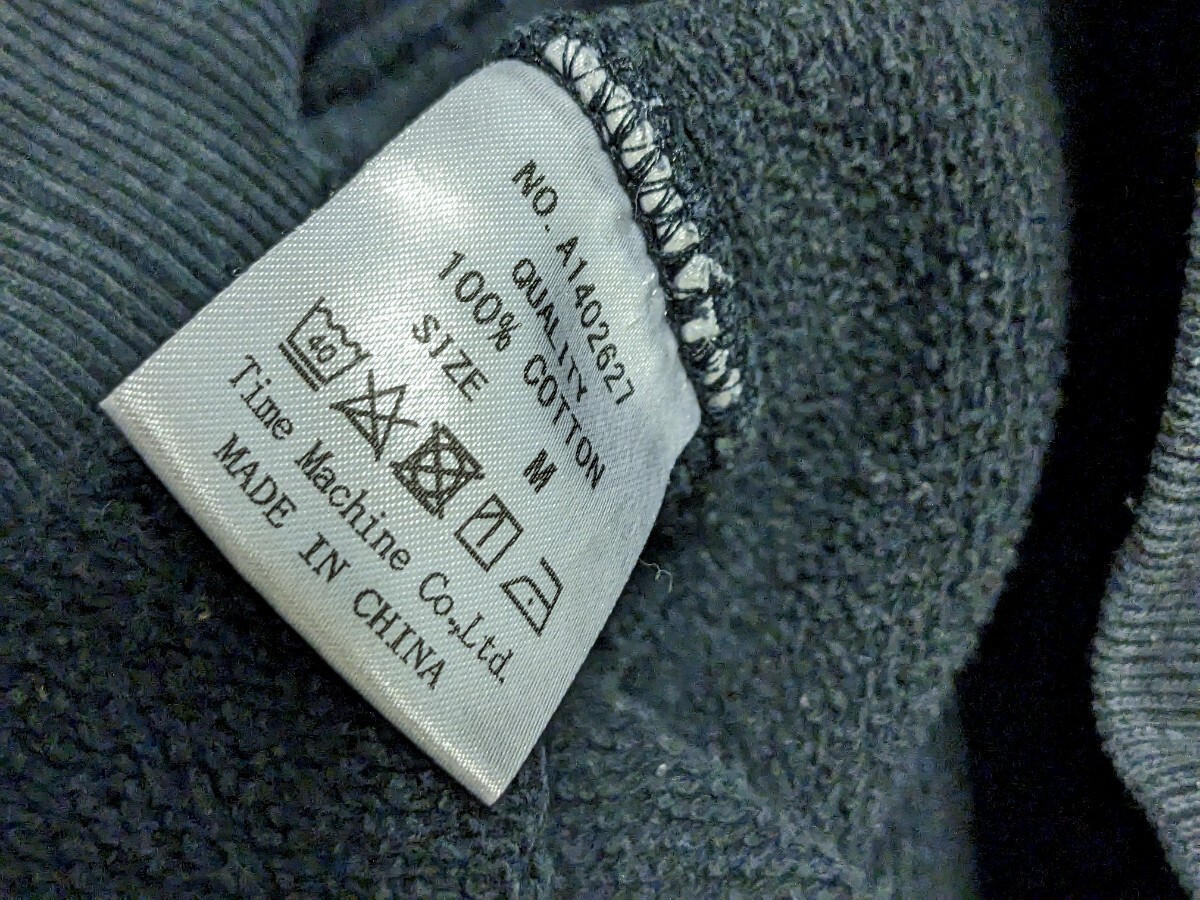 NO. A1402627
QUALITY
100% COTTON
SIZE M
40
Time Machine Co.,Ltd.
MADE IN CHINA